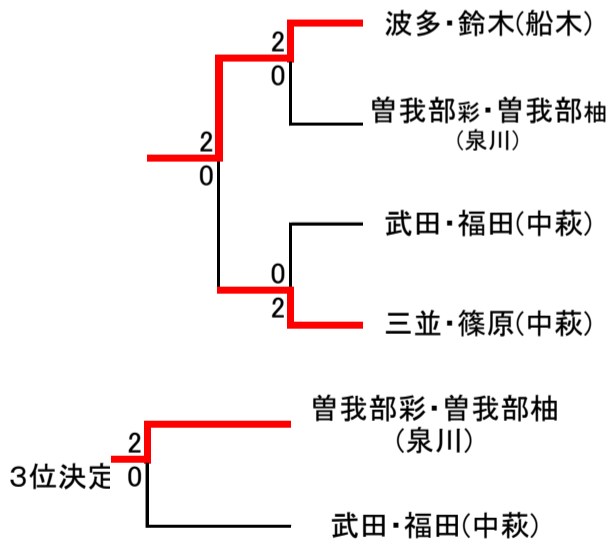 波多・鈴木(船木)
2
0
曽我部彩・曽我部柚
(泉川)
2
0
武田・福田(中萩)
0
2
三並・篠原(中萩)
曽我部彩・曽我部柚
(泉川)
2
3位決定
0
武田・福田(中萩)